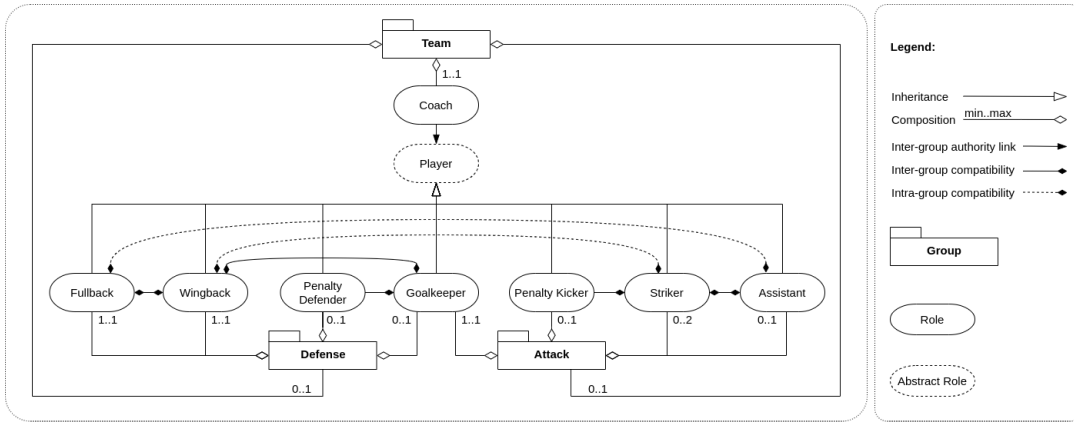 Team
1..1
Coach
Player
Fullback
Wingback
Penalty
Defender
Goalkeeper
Penalty Kicker
Striker
Assistant
1..1
1..1
0..1
0..1
1..1
0..1
0..2
0..1
Defense
Attack
0..1
0..1
Legend:
Inheritance
Composition
min..max
Inter-group authority link
Inter-group compatibility
Intra-group compatibility
Group
Role
Abstract Role